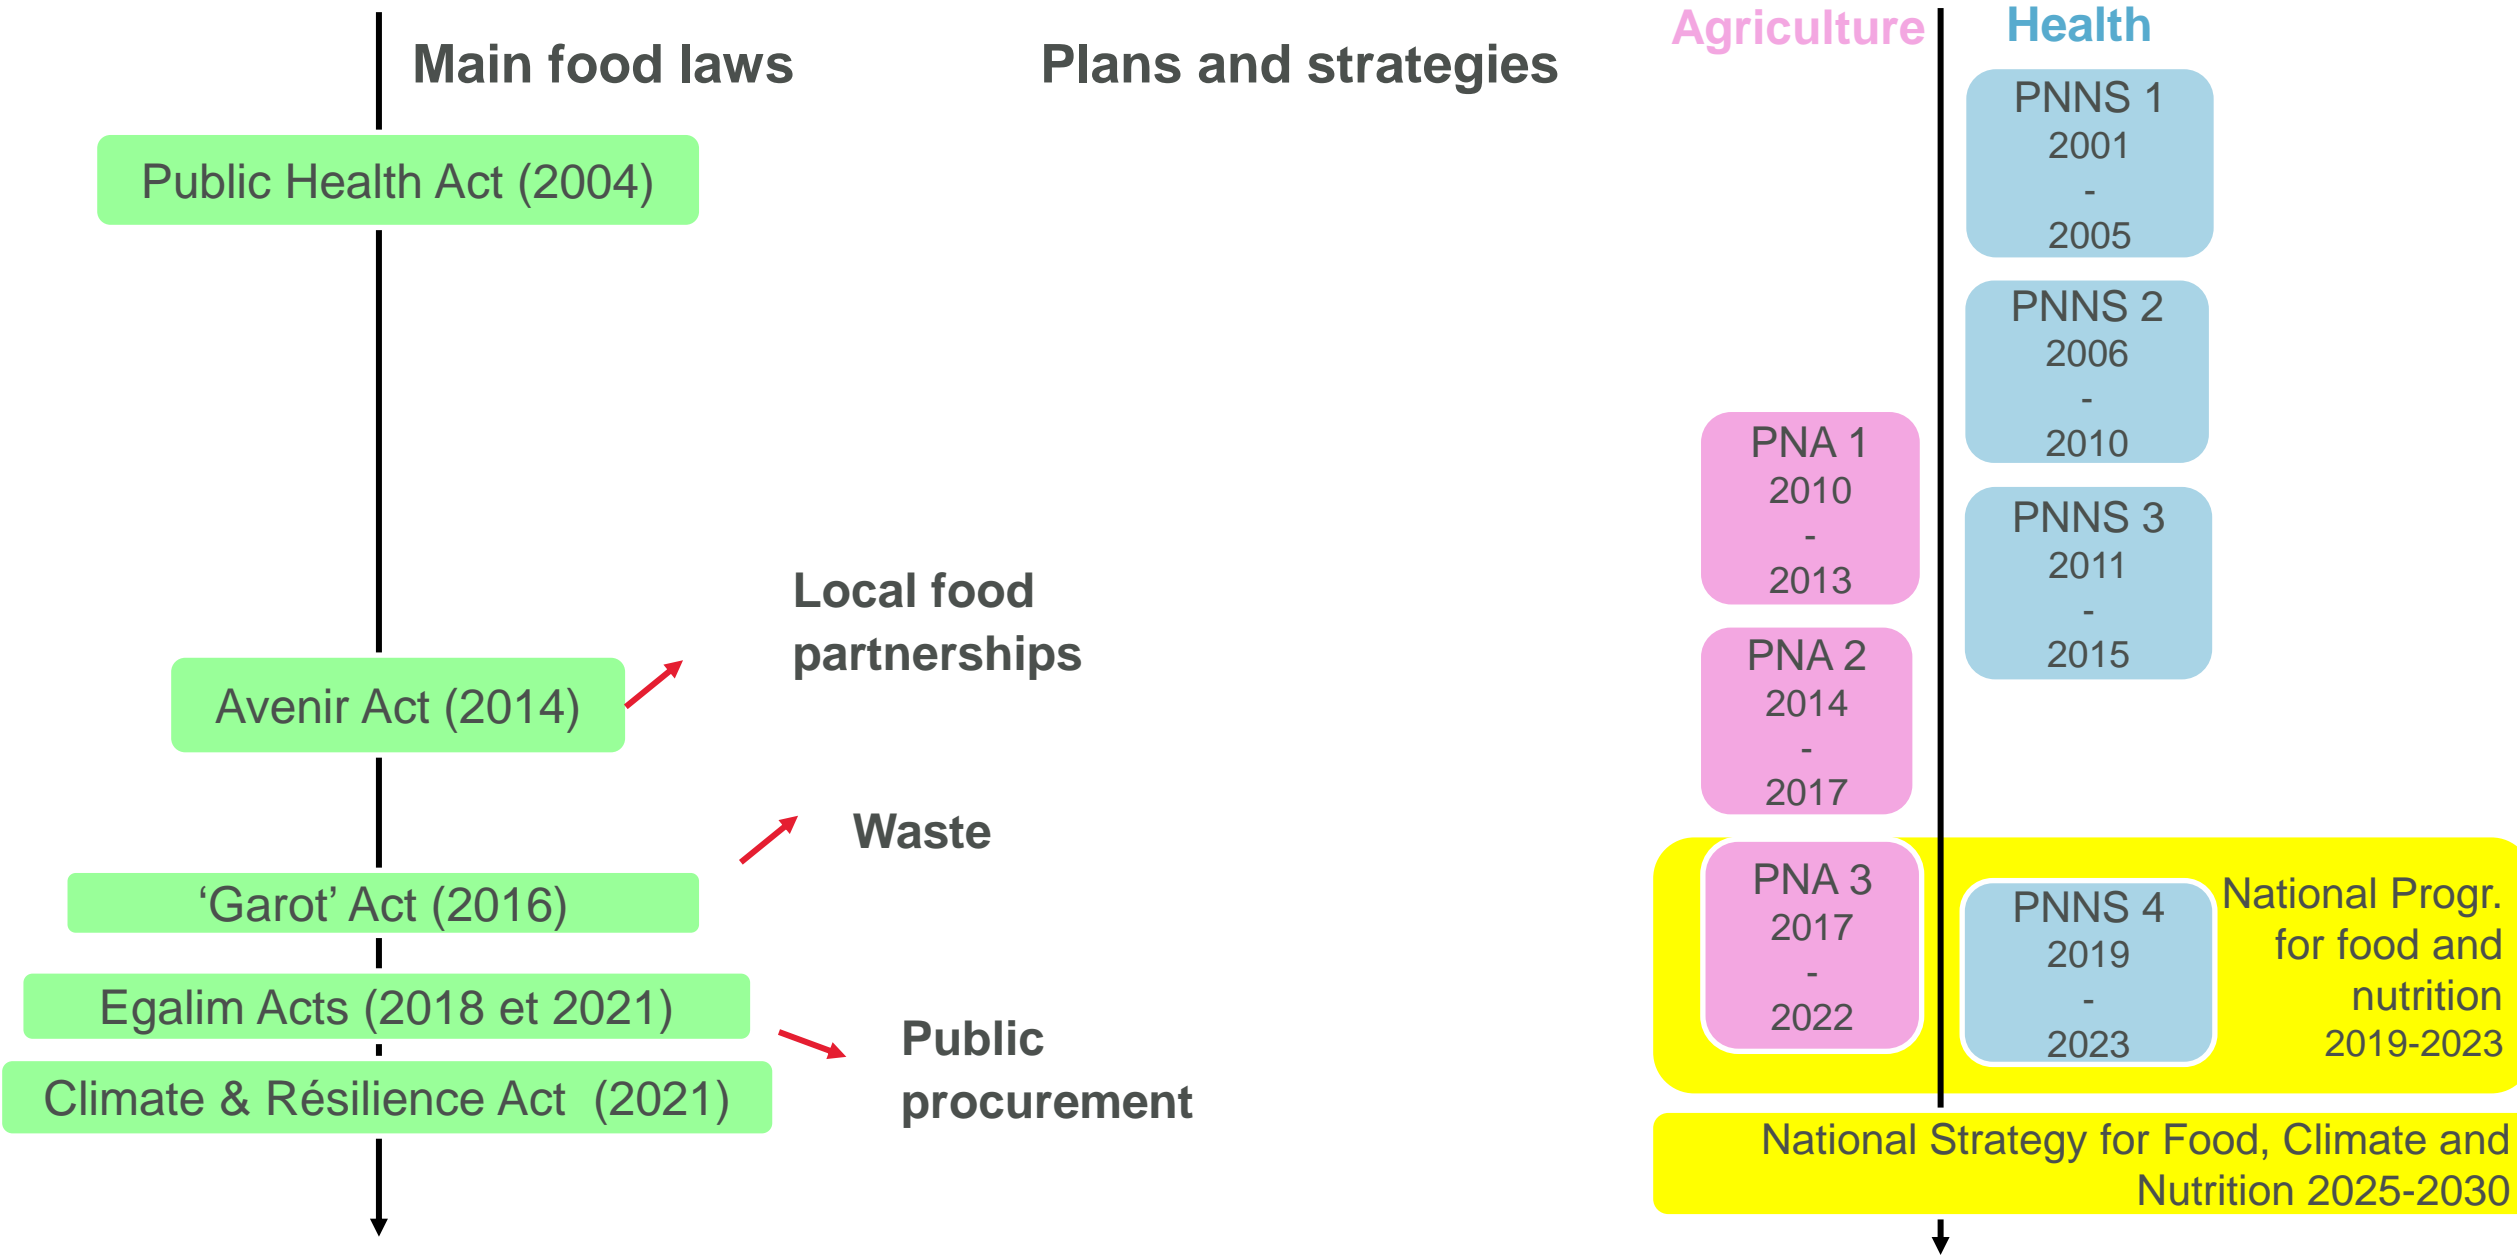 Main food laws
Public Health Act (2004)
Avenir Act (2014)
‘Garot’ Act (2016)
Egalim Acts (2018 et 2021)
Climate & Résilience Act (2021)
Local food
partnerships
Waste
Public
procurement
Plans and strategies
Agriculture
PNA 1
2010
-
2013
PNA 2
2014
-
2017
PNA 3
2017
-
2022
Health
PNNS 1
2001
-
2005
PNNS 2
2006
-
2010
PNNS 3
2011
-
2015
PNNS 4
2019
-
2023
National Progr.
for food and
nutrition
2019-2023
National Strategy for Food, Climate and
Nutrition 2025-2030